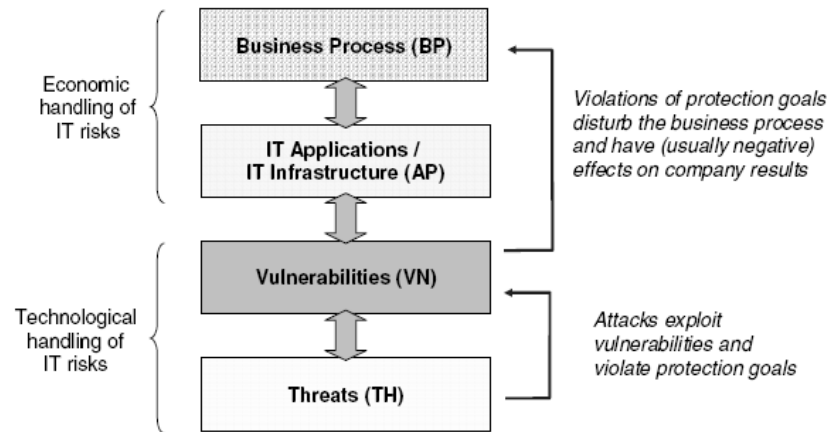 Business Process (BP)
Economic
handling of
IT risks
IT Applications /
IT Infrastructure (AP)
Violations of protection goals
disturb the business process
and have (usually negative)
effects on company results
Vulnerabilities (VN)
Technological
handling of
IT risks
Attacks exploit
vulnerabilities and
violate protection goals
Threats (TH)